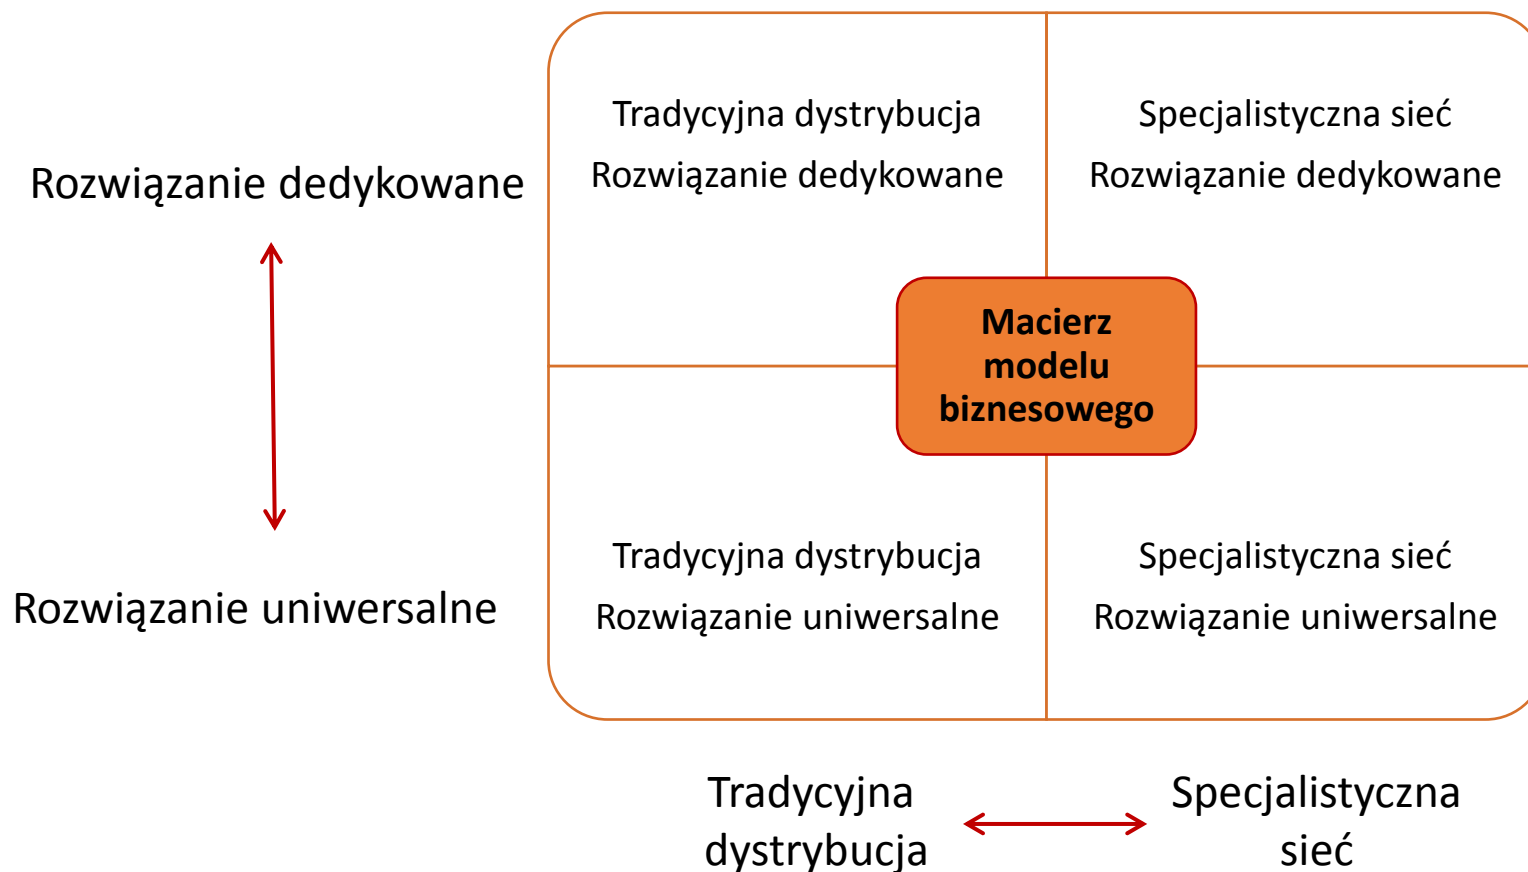 Tradycyjna dystrybucja
Rozwiązanie dedykowane
Specjalistyczna sieć
Rozwiązanie dedykowane
Rozwiązanie dedykowane
Macierz
modelu
biznesowego
Tradycyjna dystrybucja
Rozwiązanie uniwersalne
Specjalistyczna sieć
Rozwiązanie uniwersalne
Rozwiązanie uniwersalne
Tradycyjna
dystrybucja
Specjalistyczna
sieć